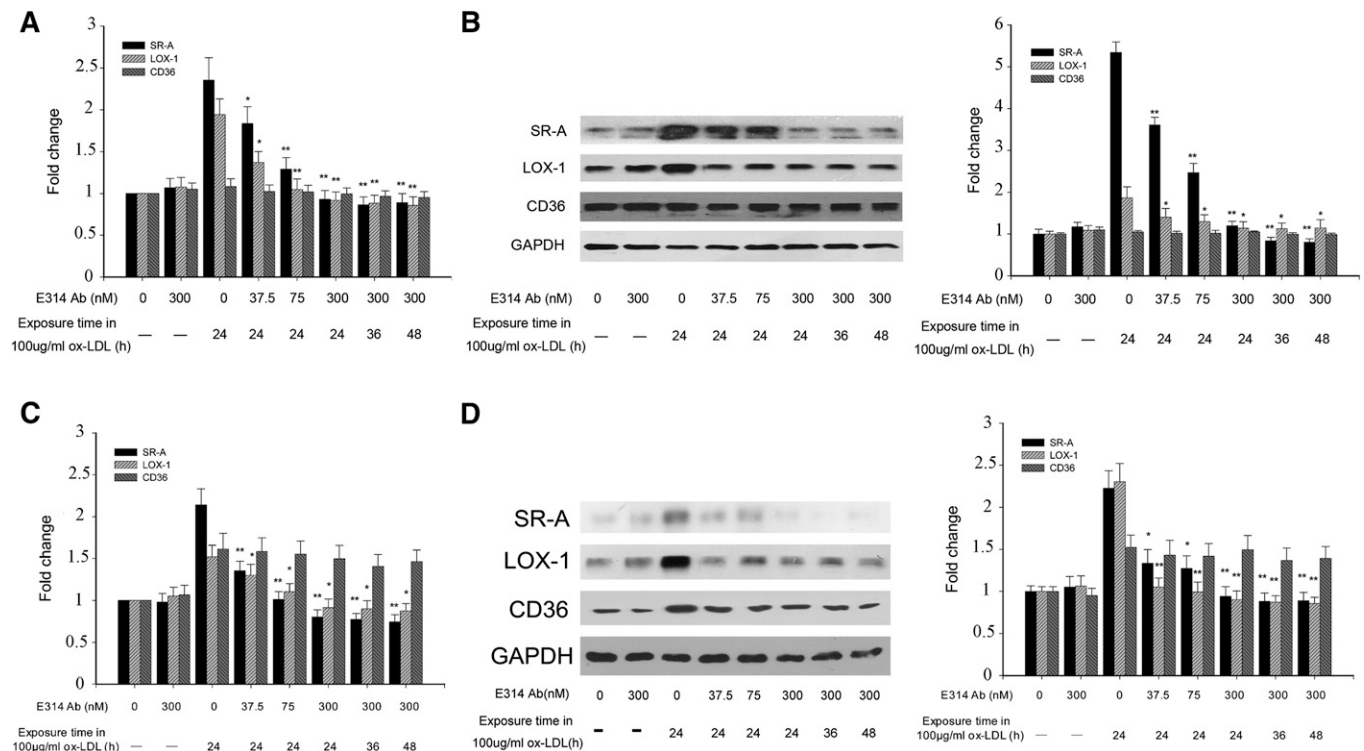 A
Fold change
3
2.5
2
1.5
1
0.5
0
SR-A
LOX-1
CD36
* * ** ** ** ** ** ** ** **
E314 Ab (nM) 0 300 0 37.5 75 300 300 300
Exposure time in
100ug/ml ox-LDL (h) — — 24 24 24 24 36 48
B
SR-A
LOX-1
CD36
GAPDH
E314 Ab (nM) 0 300 0 37.5 75 300 300 300
Exposure time in
100ug/ml ox-LDL (h) — — 24 24 24 24 36 48
Fold change
6
5
4
3
2
1
0
SR-A
LOX-1
CD36
** * ** * ** * ** * ** *
0 300 0 37.5 75 300 300 300
— — 24 24 24 24 36 48
C
Fold change
3
2.5
2
1.5
1
0.5
0
SR-A
LOX-1
CD36
** * ** * ** * ** * ** *
E314 Ab (nM) 0 300 0 37.5 75 300 300 300
Exposure time in
100µg/ml ox-LDL (h) — — 24 24 24 24 36 48
D
SR-A
LOX-1
CD36
GAPDH
E314 Ab(nM) 0 300 0 37.5 75 300 300 300
Exposure time in
100ug/ml ox-LDL(h) - - 24 24 24 24 36 48
Fold change
3
2.5
2
1.5
1
0.5
0
SR-A
LOX-1
CD36
* ** * ** ** ** ** ** ** **
E314 Ab (nM) 0 300 0 37.5 75 300 300 300
Exposure time in
100µg/ml ox-LDL (h) — — 24 24 24 24 36 48